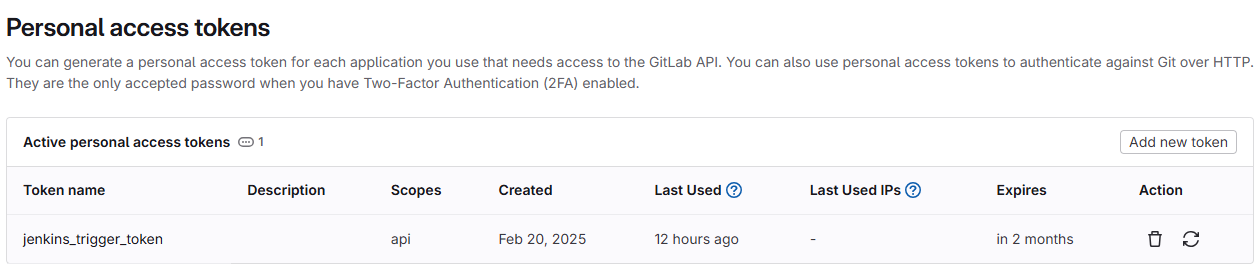 Personal access tokens
You can generate a personal access token for each application you use that needs access to the GitLab API. You can also use personal access tokens to authenticate against Git over HTTP.
They are the only accepted password when you have Two-Factor Authentication (2FA) enabled.
Active personal access tokens 1 Add new token
Token name Description Scopes Created Last Used ? Last Used IPs ? Expires Action
jenkins_trigger_token api Feb 20, 2025 12 hours ago - in 2 months